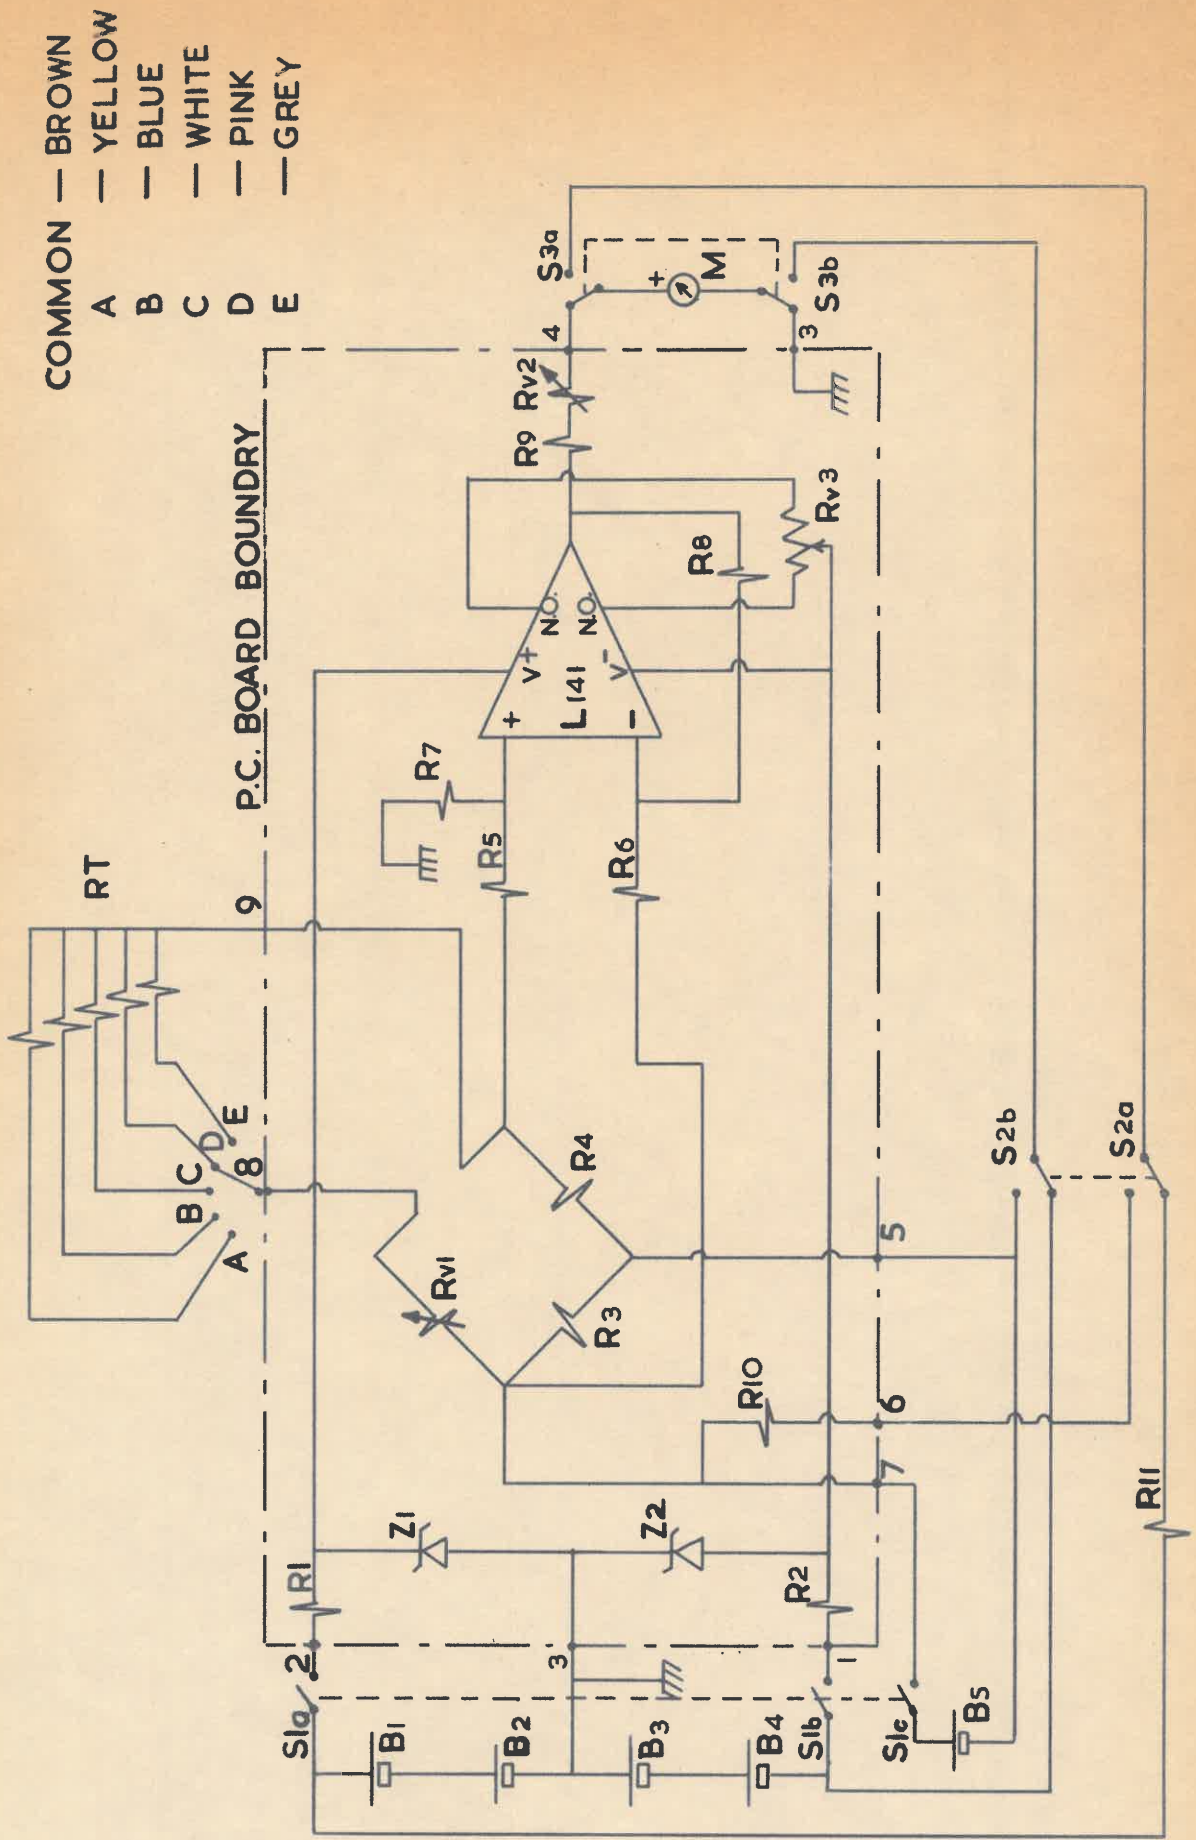 COMMON — BROWN
A — YELLOW
B — BLUE
C — WHITE
D — PINK
E — GREY
RT
A
B
C
D
E
8
9
P.C. BOARD BOUNDRY
S1a
2
R1
B1
B2
3
B3
B4
S1b
1
R2
S1c
B5
Z1
Z2
7
6
R10
Rv1
R3
R4
5
R5
R6
R7
+
L141
−
V+
V−
N.O.
N.O.
R8
R9
Rv2
Rv3
4
S3a
+
M
3
S3b
S2b
S2a
R11